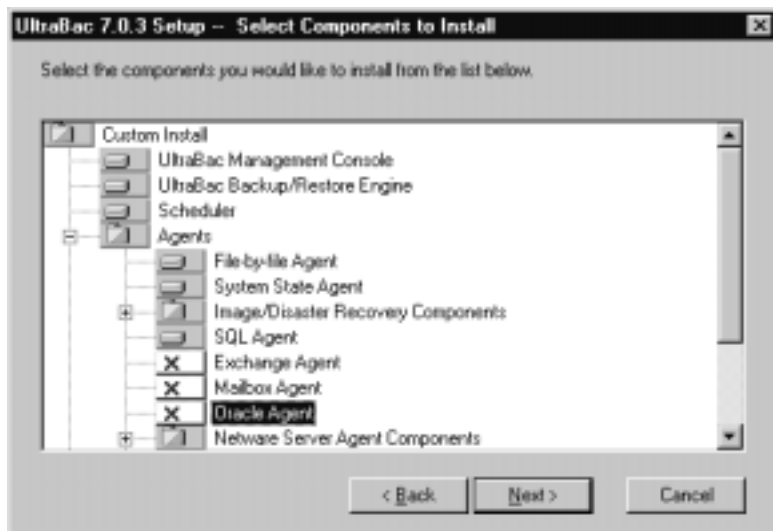 UltraBac 7.0.3 Setup -- Select Components to Install
Select the components you would like to install from the list below.
Custom Install
UltraBac Management Console
UltraBac Backup/Restore Engine
Scheduler
Agents
File-by-file Agent
System State Agent
Image/Disaster Recovery Components
SQL Agent
Exchange Agent
Mailbox Agent
Oracle Agent
Netware Server Agent Components
< Back Next > Cancel